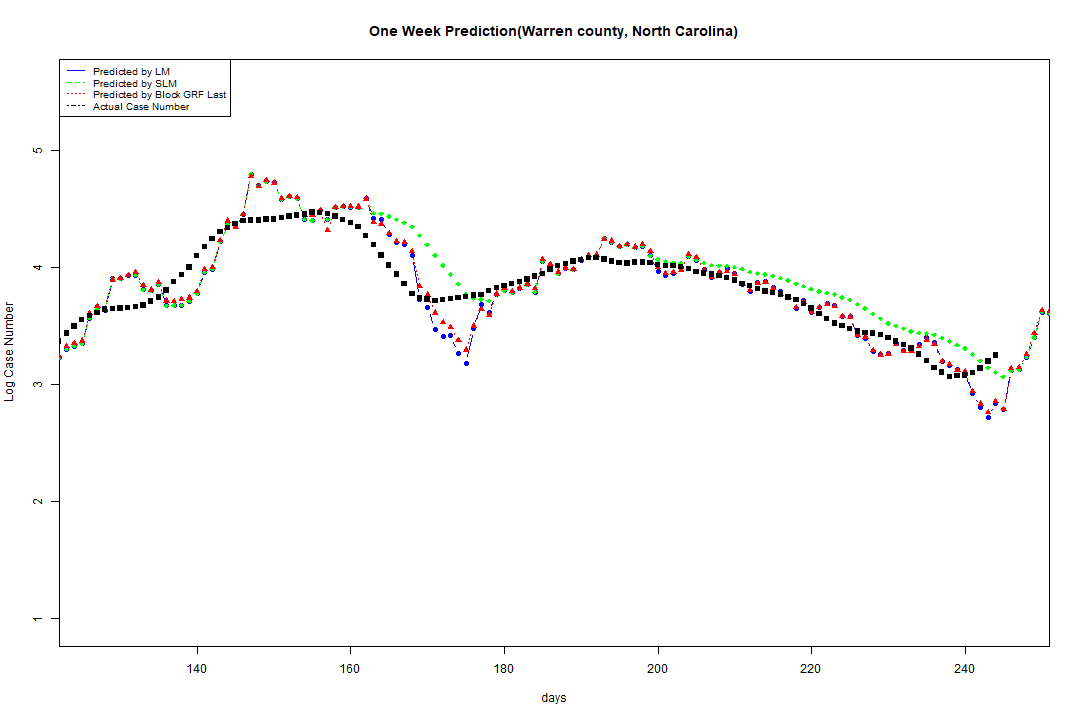 One Week Prediction(Warren county, North Carolina)
Predicted by LM
Predicted by SLM
Predicted by Block GRF Last
Actual Case Number
5
4
3
2
1
Log Case Number
140 160 180 200 220 240
days